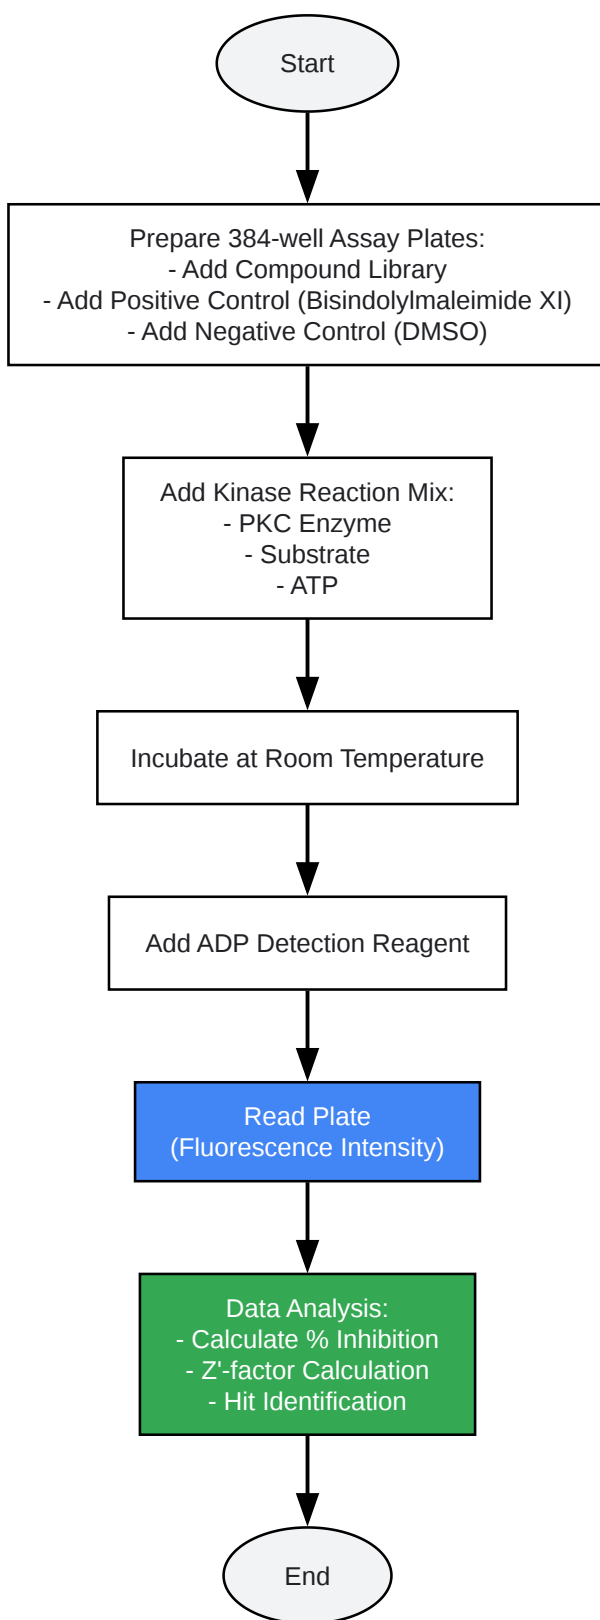 Start
Prepare 384-well Assay Plates:
- Add Compound Library
- Add Positive Control (Bisindolylmaleimide XI)
- Add Negative Control (DMSO)
Add Kinase Reaction Mix:
- PKC Enzyme
- Substrate
- ATP
Incubate at Room Temperature
Add ADP Detection Reagent
Read Plate
(Fluorescence Intensity)
Data Analysis:
- Calculate % Inhibition
- Z'-factor Calculation
- Hit Identification
End